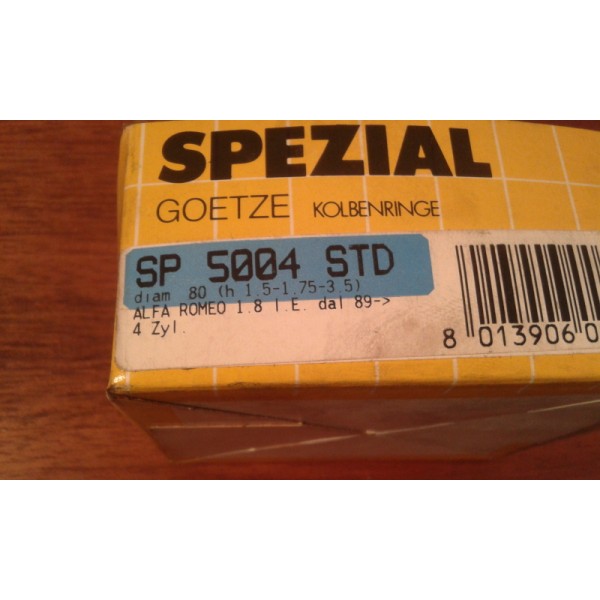 SPEZIAL
GOETZE KOLBENRINGE
SP 5004 STD
diam 80 (h 1.5-1.75-3.5)
ALFA ROMEO 1.8 I.E. dal 89->
4 Zyl.
8 013906 0